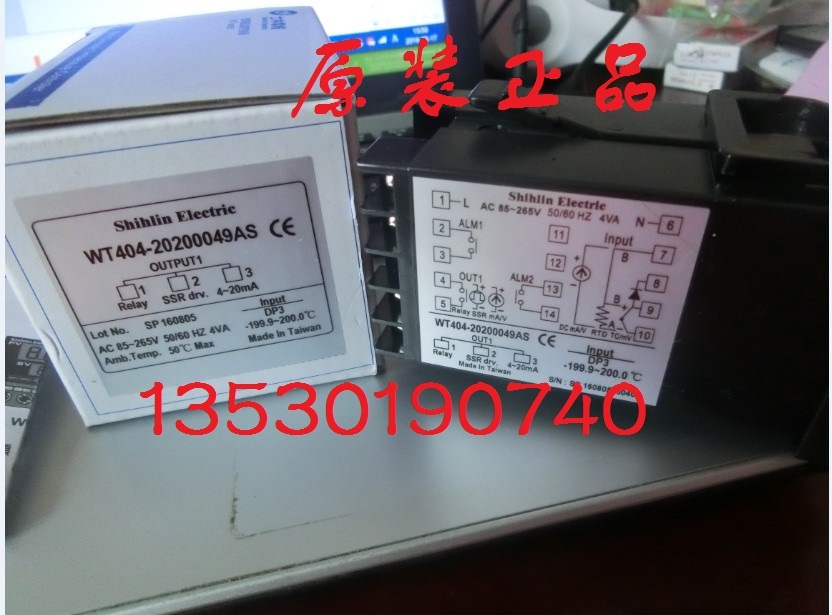 原装正品
Shihlin Electric
WT404-20200049AS CE
OUTPUT1
1 2 3
Relay SSR drv. 4~20mA
Lot No. SP 160805
Input
DP3
AC 85~265V 50/60 HZ 4VA
-199.9~200.0℃
Amb.Temp. 50℃ Max
Made In Taiwan
Shihlin Electric
AC 85~265V 50/60 HZ 4VA
1 L
N 6
2 ALM1
3
11
12
Input
B 7
8
B 9
A 10
4 OUT1
5 Relay SSR mA/V
ALM2 13
14
DC mA/V RTD TC/mV
WT404-20200049AS CE
OUT1
1 2 3
Relay SSR drv. 4~20mA
Made In Taiwan
Input
DP3
-199.9~200.0℃
S/N :
13530190740